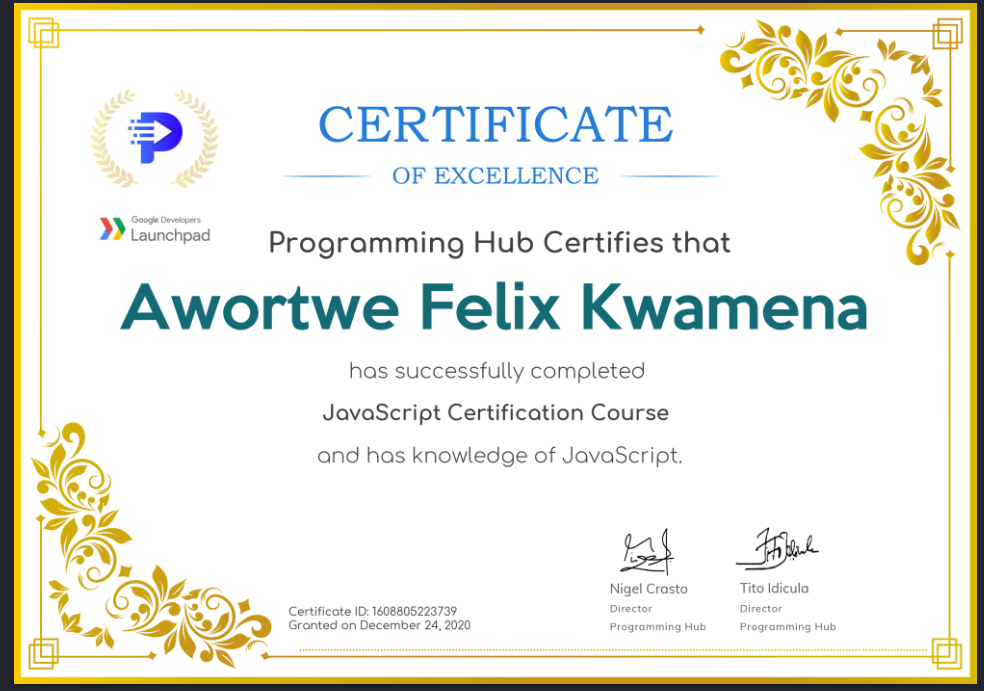 CERTIFICATE
OF EXCELLENCE
Google Developers
Launchpad
Programming Hub Certifies that
Awortwe Felix Kwamena
has successfully completed
JavaScript Certification Course
and has knowledge of JavaScript.
Certificate ID: 1608805223739
Granted on December 24, 2020
Nigel Crasto
Director
Programming Hub
Tito Idicula
Director
Programming Hub